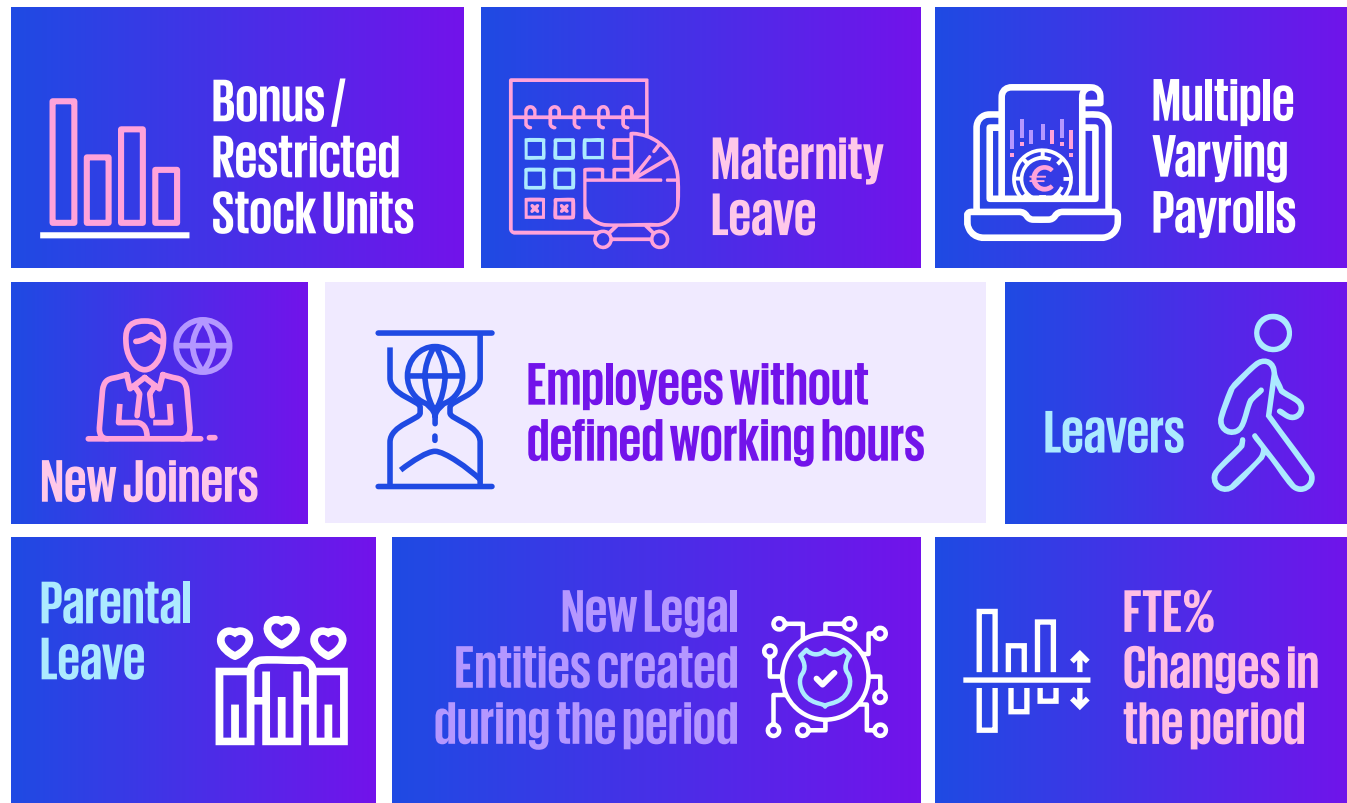 Bonus /
Restricted
Stock Units
Maternity
Leave
Multiple
Varying
Payrolls
€
New Joiners
Employees without
defined working hours
Leavers
Parental
Leave
New Legal
Entities created
during the period
FTE%
Changes in
the period